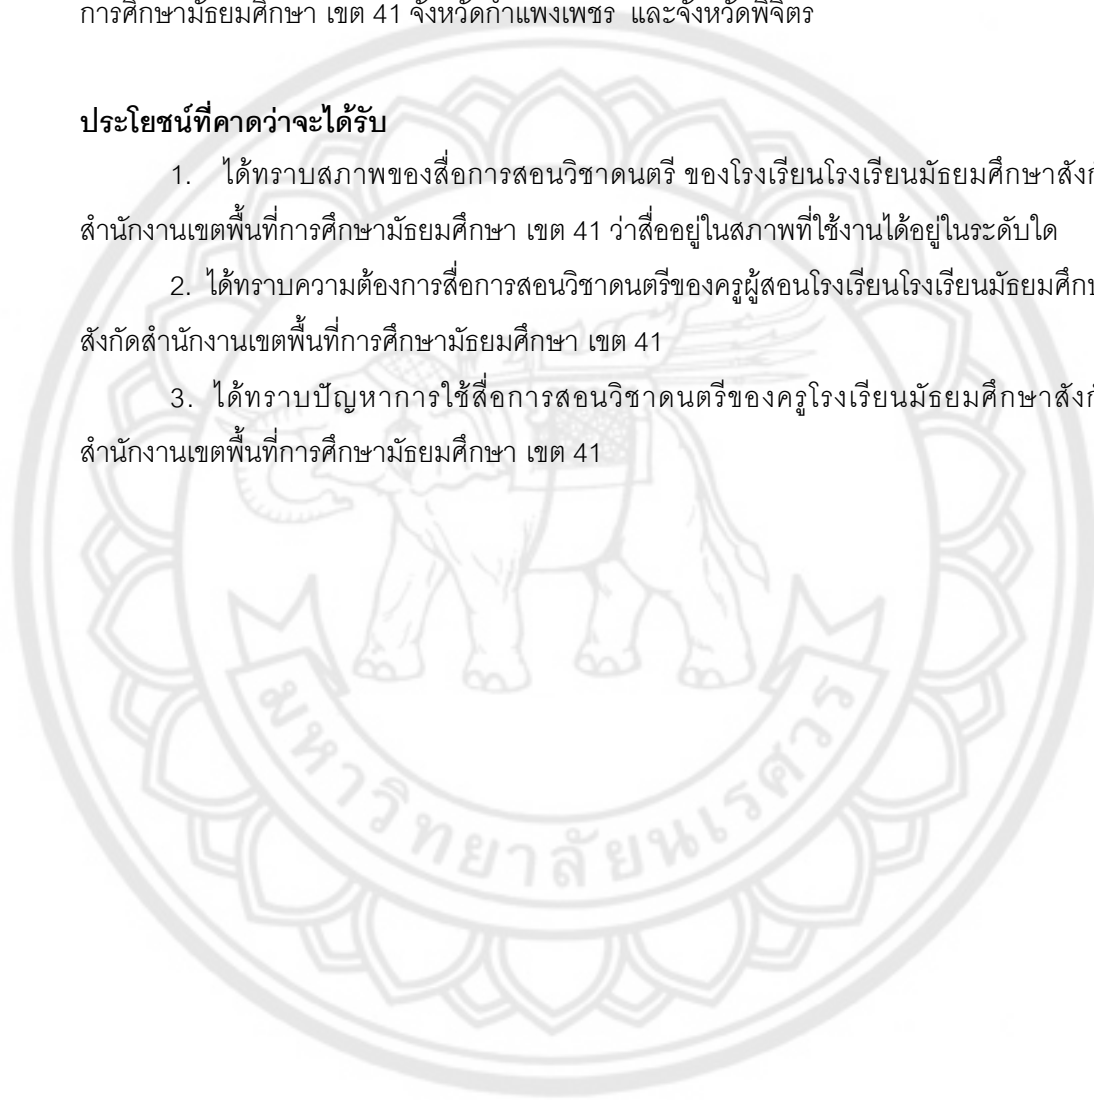 การศึกษามัธยมศึกษา เขต 41 จังหวัดกำแพงเพชร และจังหวัดพิจิตร
ประโยชน์ที่คาดว่าจะได้รับ
1. ได้ทราบสภาพของสื่อการสอนวิชาดนตรี ของโรงเรียนโรงเรียนมัธยมศึกษาสังกั
สำนักงานเขตพื้นที่การศึกษามัธยมศึกษา เขต 41 ว่าสื่ออยู่ในสภาพที่ใช้งานได้อยู่ในระดับใด
2. ได้ทราบความต้องการสื่อการสอนวิชาดนตรีของครูผู้สอนโรงเรียนโรงเรียนมัธยมศึกษ
สังกัดสำนักงานเขตพื้นที่การศึกษามัธยมศึกษา เขต 41
3. ได้ทราบปัญหาการใช้สื่อการสอนวิชาดนตรีของครูโรงเรียนมัธยมศึกษาสังกั
สำนักงานเขตพื้นที่การศึกษามัธยมศึกษา เขต 41
มหาวิทยาลัยนเรศวร